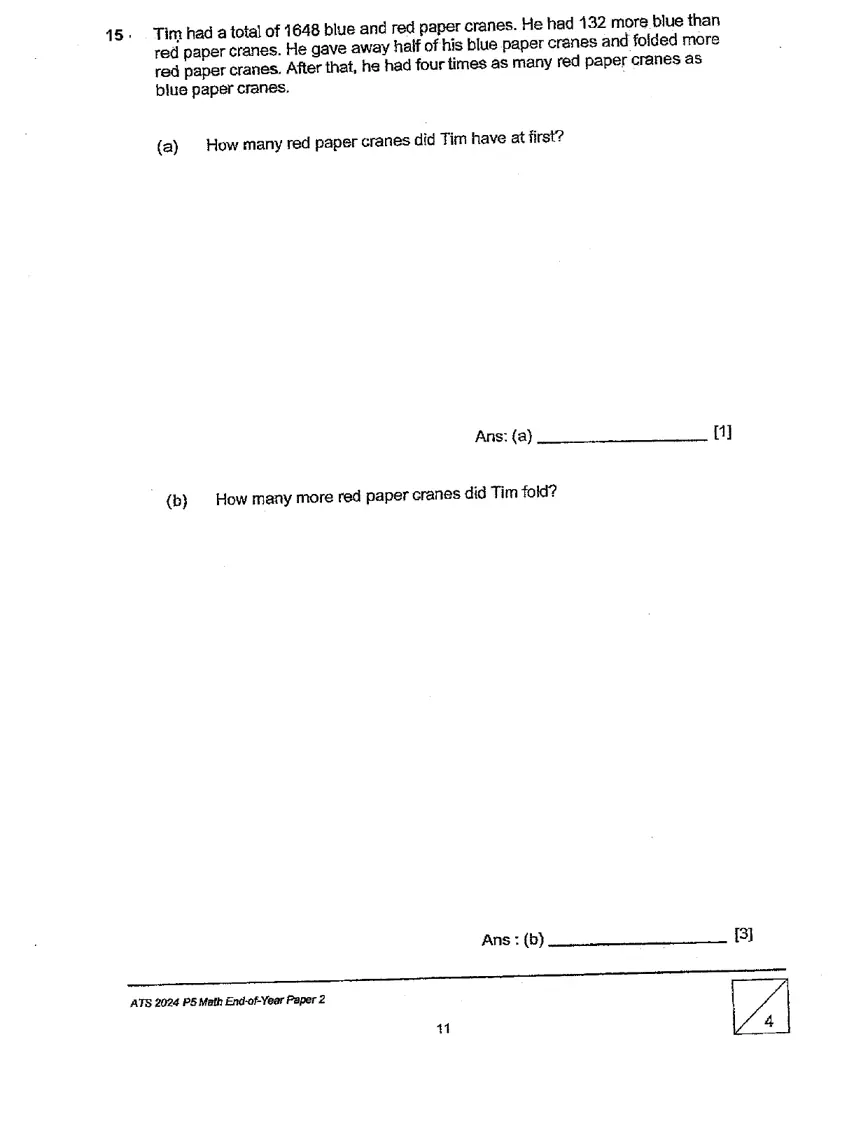 15. Tim had a total of 1648 blue and red paper cranes. He had 132 more blue than
red paper cranes. He gave away half of his blue paper cranes and folded more
red paper cranes. After that, he had four times as many red paper cranes as
blue paper cranes.
(a) How many red paper cranes did Tim have at first?
Ans: (a) ____________________ [1]
(b) How many more red paper cranes did Tim fold?
Ans : (b) ____________________ [3]
ATS 2024 P5 Math End-of-Year Paper 2
11
4